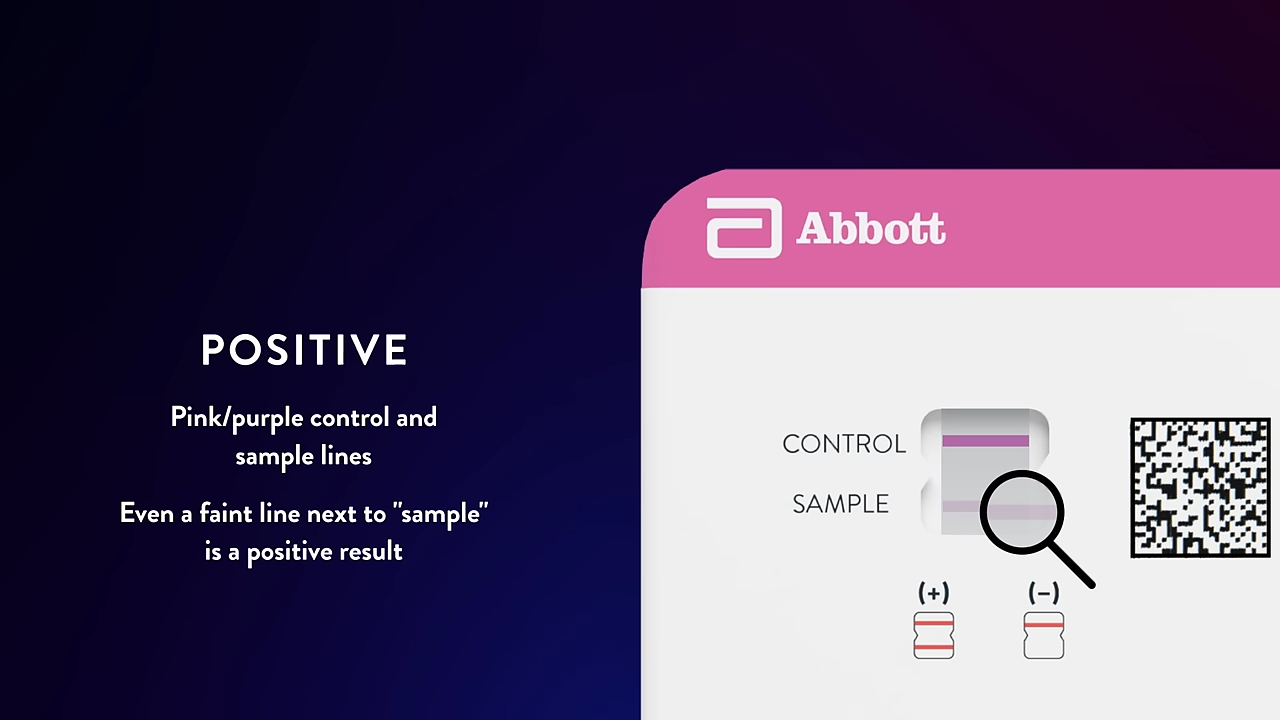 Abbott
POSITIVE
Pink/purple control and
sample lines
Even a faint line next to "sample"
is a positive result
CONTROL
SAMPLE
(+) (−)